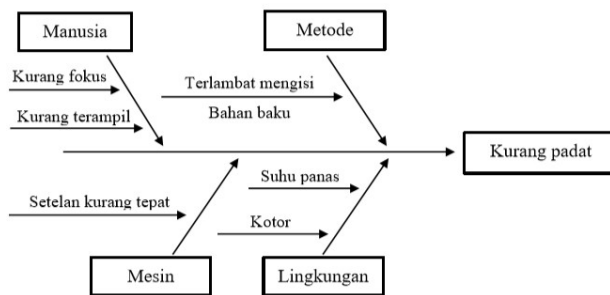 Manusia
Metode
Kurang fokus
Terlambat mengisi
Bahan baku
Kurang terampil
Kurang padat
Suhu panas
Setelan kurang tepat
Kotor
Mesin
Lingkungan